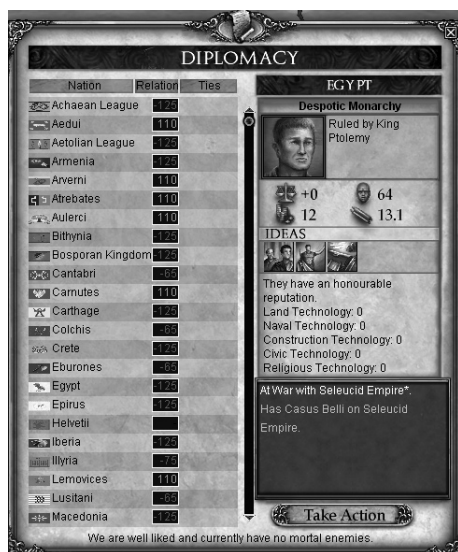 DIPLOMACY
Nation Relation Ties
Achaean League -125
Aedui 110
Aetolian League -125
Armenia -125
Arverni 110
Atrebates 110
Aulerci 110
Bithynia -125
Bosporan Kingdom -125
Cantabri -65
Carnutes 110
Carthage -125
Colchis -65
Crete -125
Eburones -65
Egypt -125
Epirus -125
Helvetii
Iberia -125
Illyria -75
Lemovices 110
Lusitani -65
Macedonia -125
EGYPT
Despotic Monarchy
Ruled by King
Ptolemy
+0 64
12 13.1
IDEAS
They have an honourable
reputation.
Land Technology: 0
Naval Technology: 0
Construction Technology: 0
Civic Technology: 0
Religious Technology: 0
At War with Seleucid Empire*.
Has Casus Belli on Seleucid
Empire.
Take Action
We are well liked and currently have no mortal enemies.